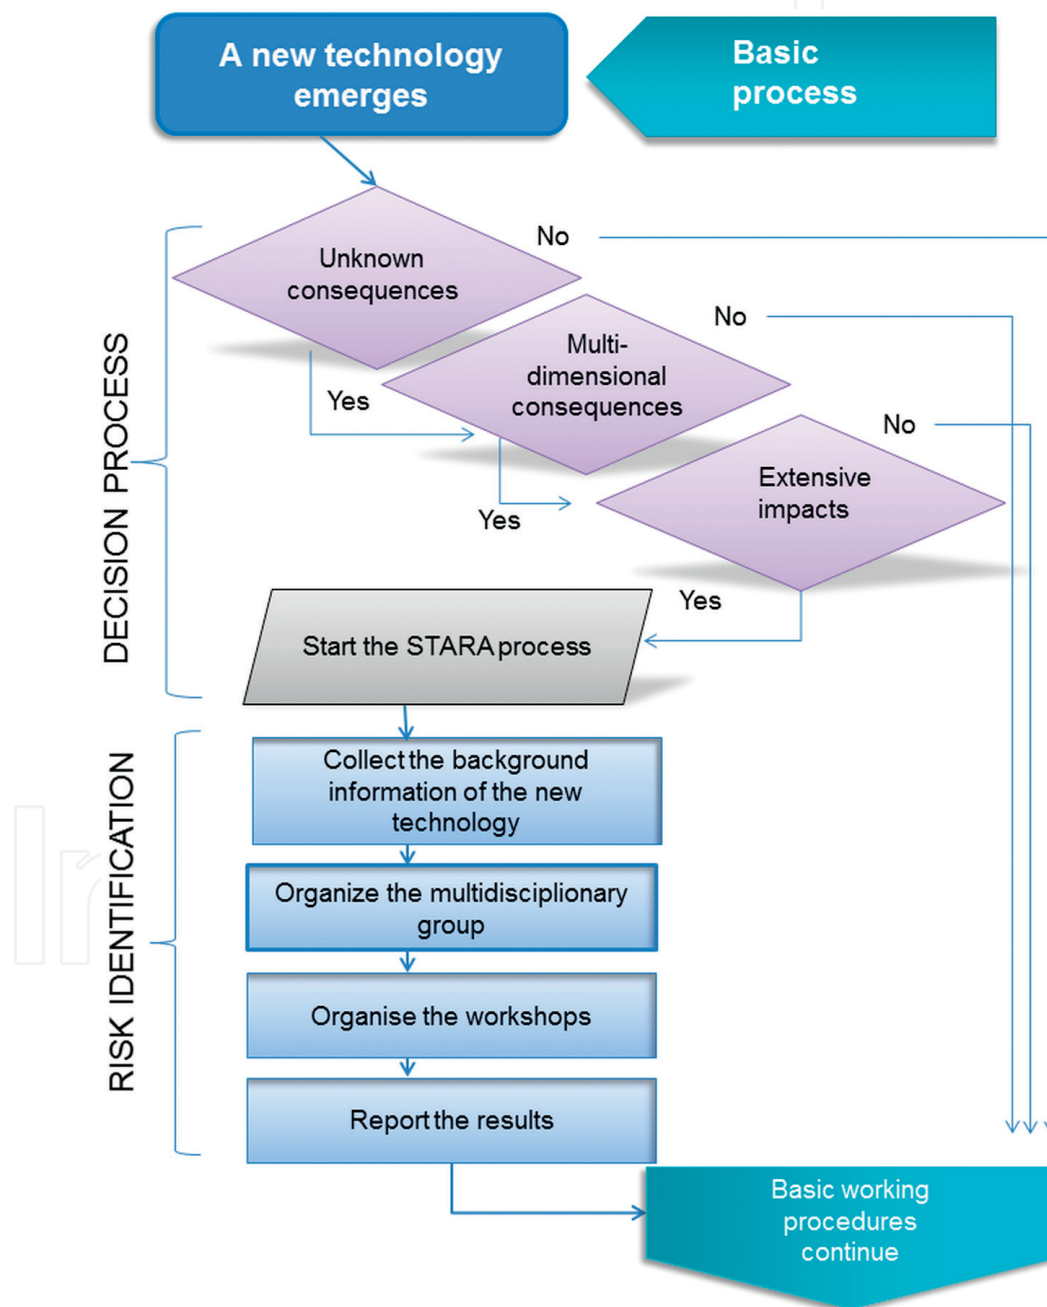 A new technology
emerges
Basic
process
No
Unknown
consequences
No
Multi-
dimensional
consequences
Yes
No
Extensive
impacts
Yes
Yes
DECISION PROCESS
Start the STARA process
RISK IDENTIFICATION
Collect the background
information of the new
technology
Organize the multidisciplionary
group
Organise the workshops
Report the results
Basic working
procedures
continue